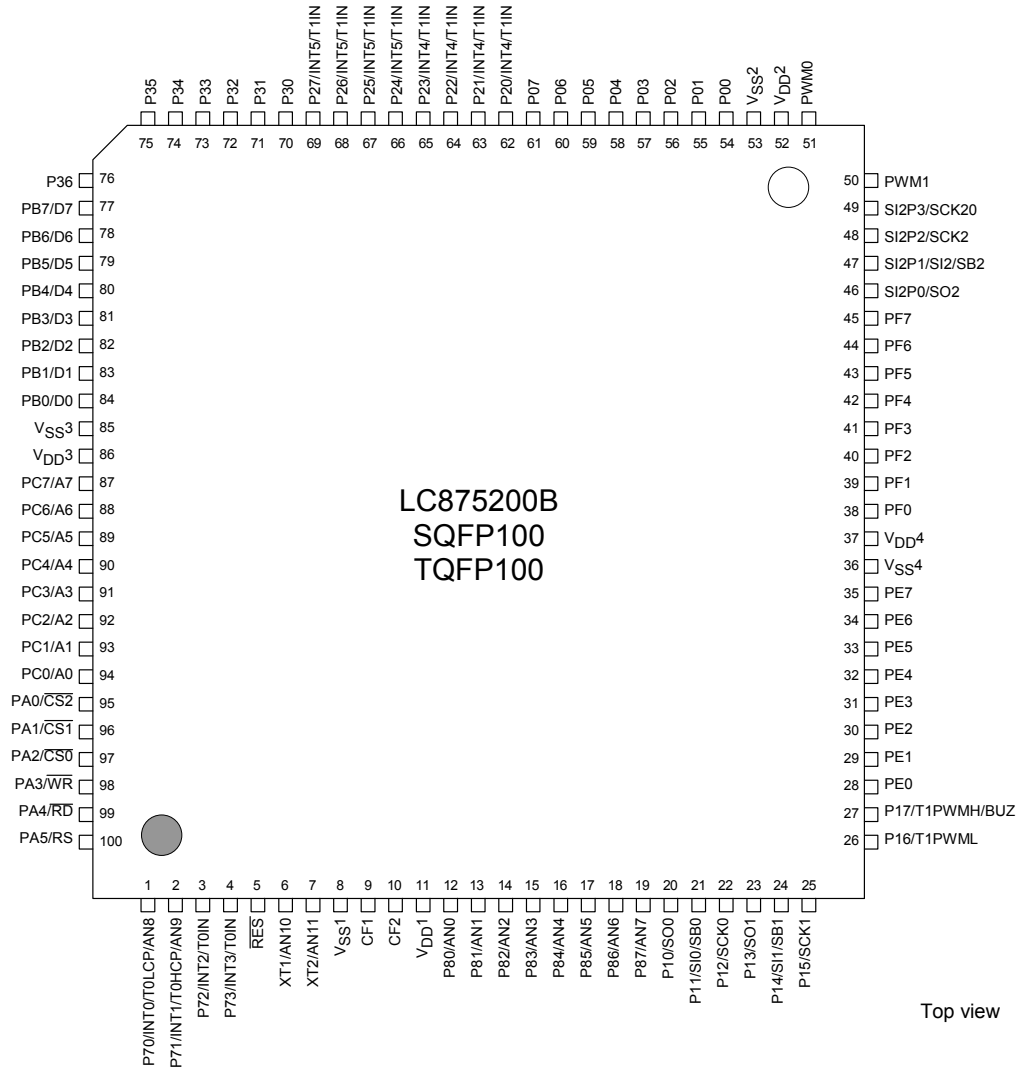 P35
P34
P33
P32
P31
P30
P27/INT5/T1IN
P26/INT5/T1IN
P25/INT5/T1IN
P24/INT5/T1IN
P23/INT4/T1IN
P22/INT4/T1IN
P21/INT4/T1IN
P20/INT4/T1IN
P07
P06
P05
P04
P03
P02
P01
P00
VSS2
VDD2
PWM0
75 74 73 72 71 70 69 68 67 66 65 64 63 62 61 60 59 58 57 56 55 54 53 52 51
P36 76
PB7/D7 77
PB6/D6 78
PB5/D5 79
PB4/D4 80
PB3/D3 81
PB2/D2 82
PB1/D1 83
PB0/D0 84
VSS3 85
VDD3 86
PC7/A7 87
PC6/A6 88
PC5/A5 89
PC4/A4 90
PC3/A3 91
PC2/A2 92
PC1/A1 93
PC0/A0 94
PA0/CS2 95
PA1/CS1 96
PA2/CS0 97
PA3/WR 98
PA4/RD 99
PA5/RS 100
LC875200B
SQFP100
TQFP100
50 PWM1
49 SI2P3/SCK20
48 SI2P2/SCK2
47 SI2P1/SI2/SB2
46 SI2P0/SO2
45 PF7
44 PF6
43 PF5
42 PF4
41 PF3
40 PF2
39 PF1
38 PF0
37 VDD4
36 VSS4
35 PE7
34 PE6
33 PE5
32 PE4
31 PE3
30 PE2
29 PE1
28 PE0
27 P17/T1PWMH/BUZ
26 P16/T1PWML
1 2 3 4 5 6 7 8 9 10 11 12 13 14 15 16 17 18 19 20 21 22 23 24 25
P70/INT0/T0LCP/AN8
P71/INT1/T0HCP/AN9
P72/INT2/T0IN
P73/INT3/T0IN
RES
XT1/AN10
XT2/AN11
VSS1
CF1
CF2
VDD1
P80/AN0
P81/AN1
P82/AN2
P83/AN3
P84/AN4
P85/AN5
P86/AN6
P87/AN7
P10/SO0
P11/SI0/SB0
P12/SCK0
P13/SO1
P14/SI1/SB1
P15/SCK1
Top view